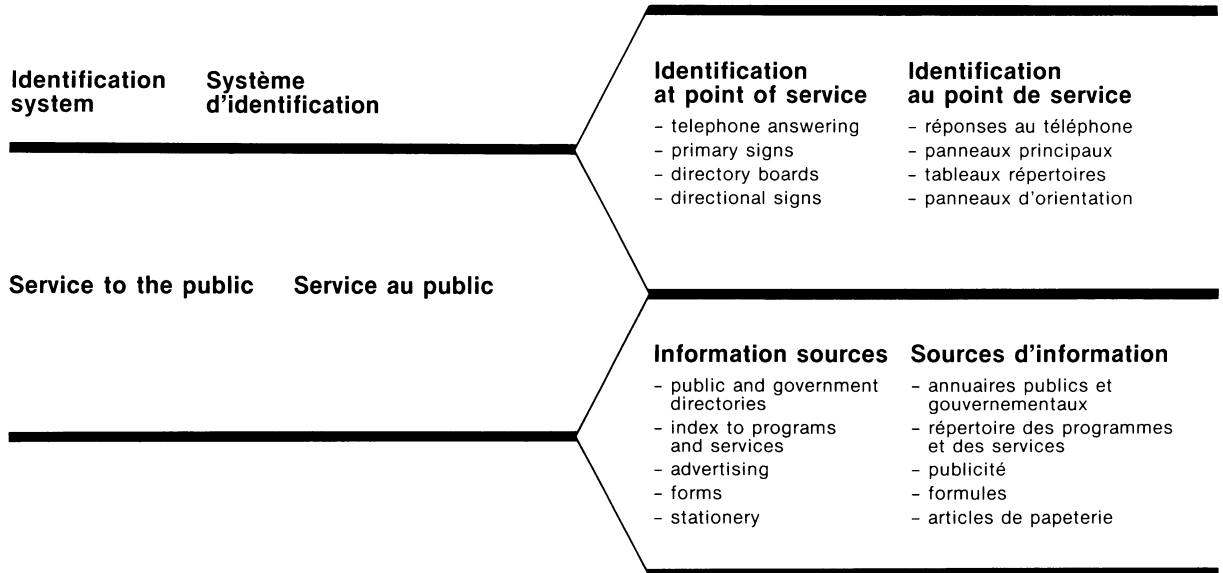 Identification
system
Système
d'identification
Service to the public
Service au public
Identification
at point of service
– telephone answering
– primary signs
– directory boards
– directional signs
Identification
au point de service
– réponses au téléphone
– panneaux principaux
– tableaux répertoires
– panneaux d'orientation
Information sources
– public and government
directories
– index to programs
and services
– advertising
– forms
– stationery
Sources d'information
– annuaires publics et
gouvernementaux
– répertoire des programmes
et des services
– publicité
– formules
– articles de papeterie